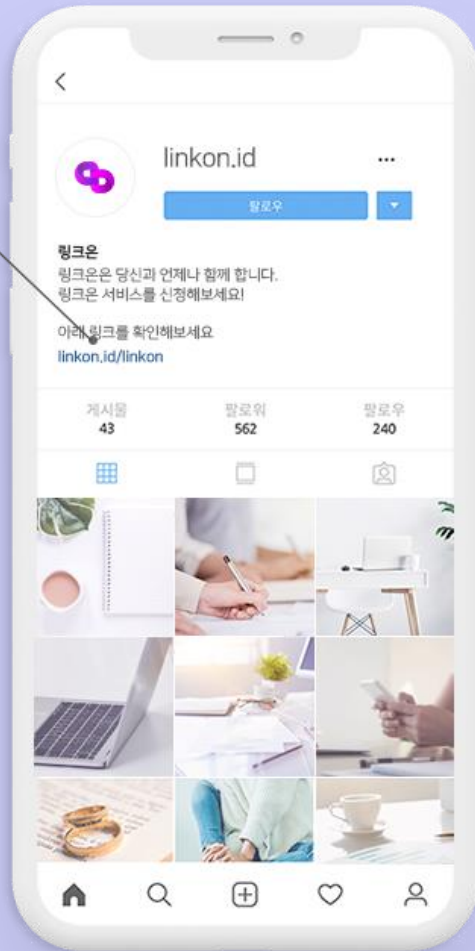 linkon.id
팔로우
링크온
링크온은 당신과 언제나 함께 합니다.
링크온 서비스를 신청해보세요!
아래 링크를 확인해보세요
linkon.id/linkon
게시물 팔로워 팔로우
43 562 240